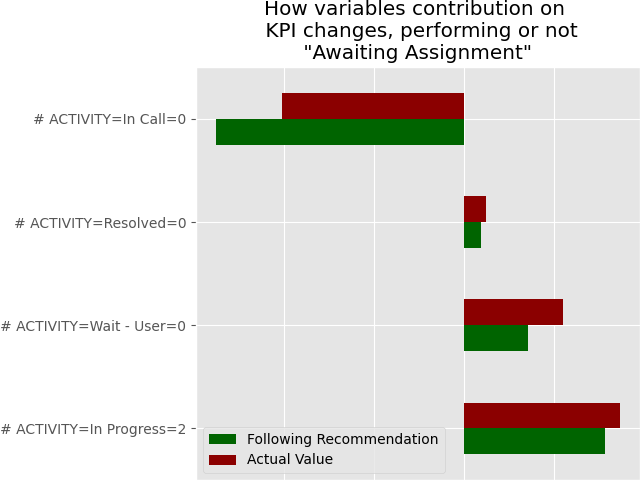 How variables contribution on
KPI changes, performing or not
"Awaiting Assignment"
# ACTIVITY=In Call=0
# ACTIVITY=Resolved=0
# ACTIVITY=Wait - User=0
# ACTIVITY=In Progress=2
Following Recommendation
Actual Value